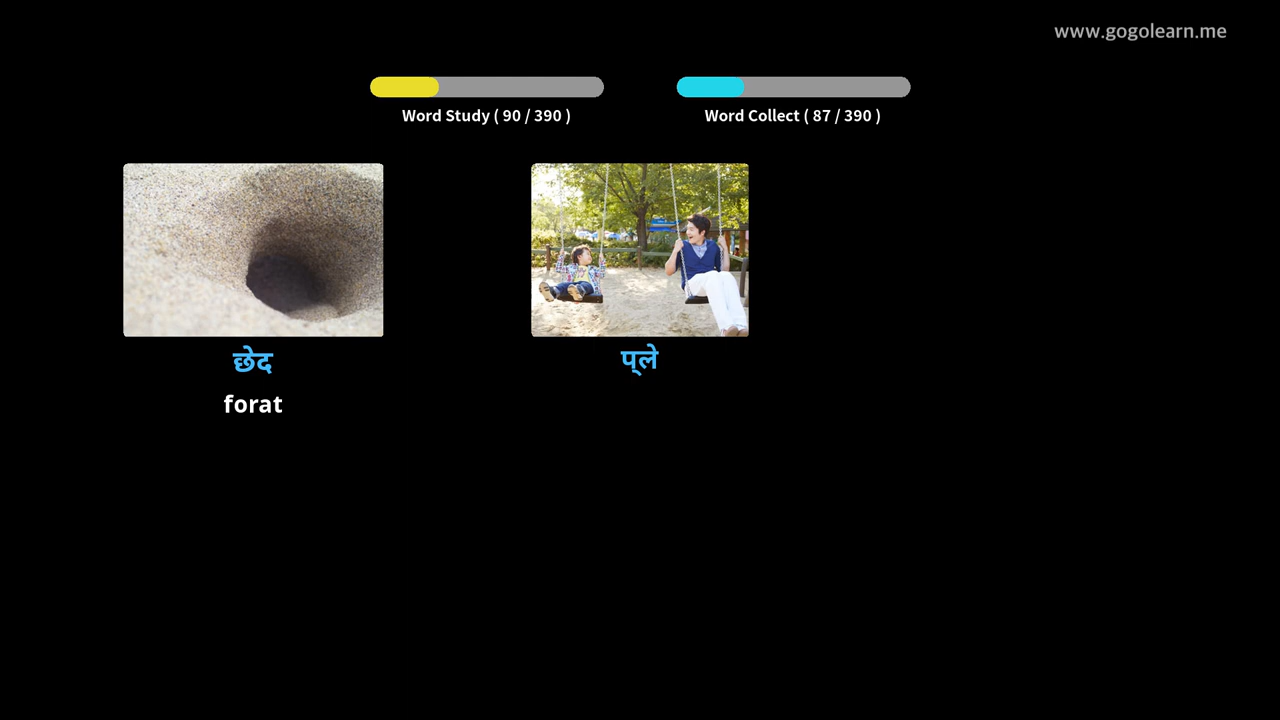 www.gogolearn.me
Word Study ( 90 / 390 )
Word Collect ( 87 / 390 )
छेद
forat
प्ले